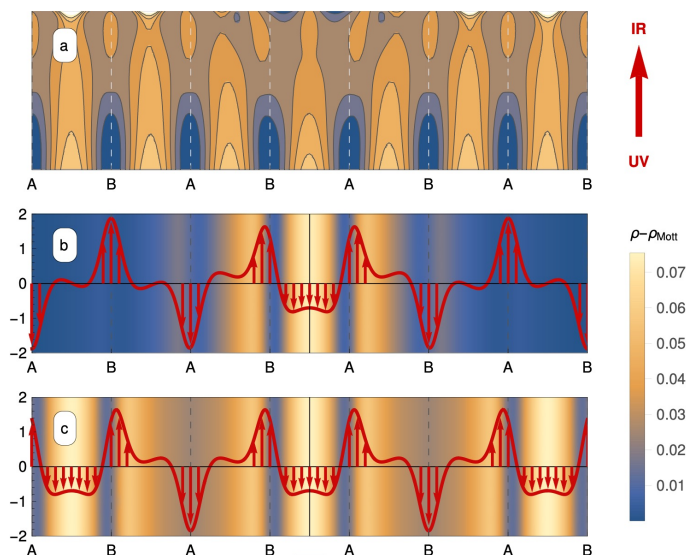 a
IR
UV
A B A B A B A B
2
1
0
-1
-2
b
A B A B A B A B
ρ-ρMott
0.07
0.06
0.05
0.04
0.03
0.02
0.01
2
1
0
-1
-2
c
A B A B A B A B